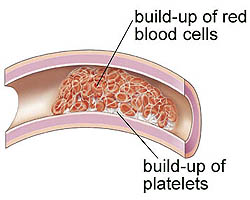 build-up of red
blood cells
build-up of
platelets